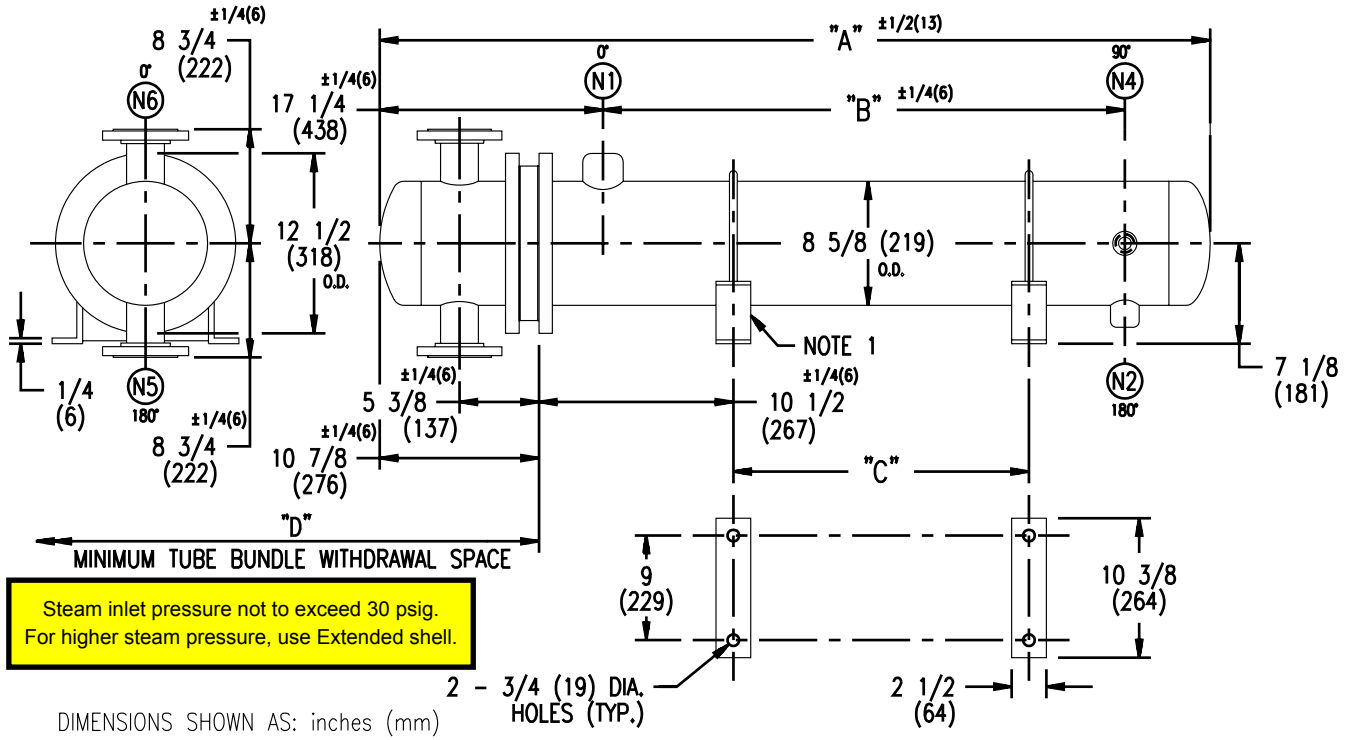 ±1/4(6)
8 3/4
(222)
0°
N6
±1/4(6)
17 1/4
(438)
"A" ±1/2(13)
0°
N1
90°
N4
"B" ±1/4(6)
12 1/2
(318)
O.D.
8 5/8 (219)
O.D.
NOTE 1
1/4
(6)
N5
180°
±1/4(6)
8 3/4
(222)
±1/4(6)
5 3/8
(137)
±1/4(6)
10 1/2
(267)
N2
180°
7 1/8
(181)
±1/4(6)
10 7/8
(276)
"C"
"D"
MINIMUM TUBE BUNDLE WITHDRAWAL SPACE
Steam inlet pressure not to exceed 30 psig.
For higher steam pressure, use Extended shell.
9
(229)
10 3/8
(264)
2 - 3/4 (19) DIA.
HOLES (TYP.)
2 1/2
(64)
DIMENSIONS SHOWN AS: inches (mm)